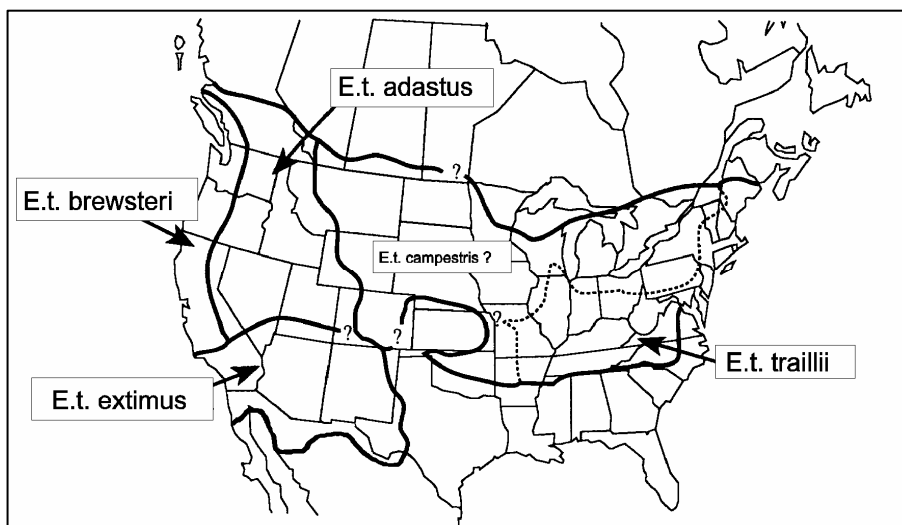 E.t. adastus
?
E.t. brewsteri
E.t. campestris ?
?
?
?
E.t. traillii
E.t. extimus